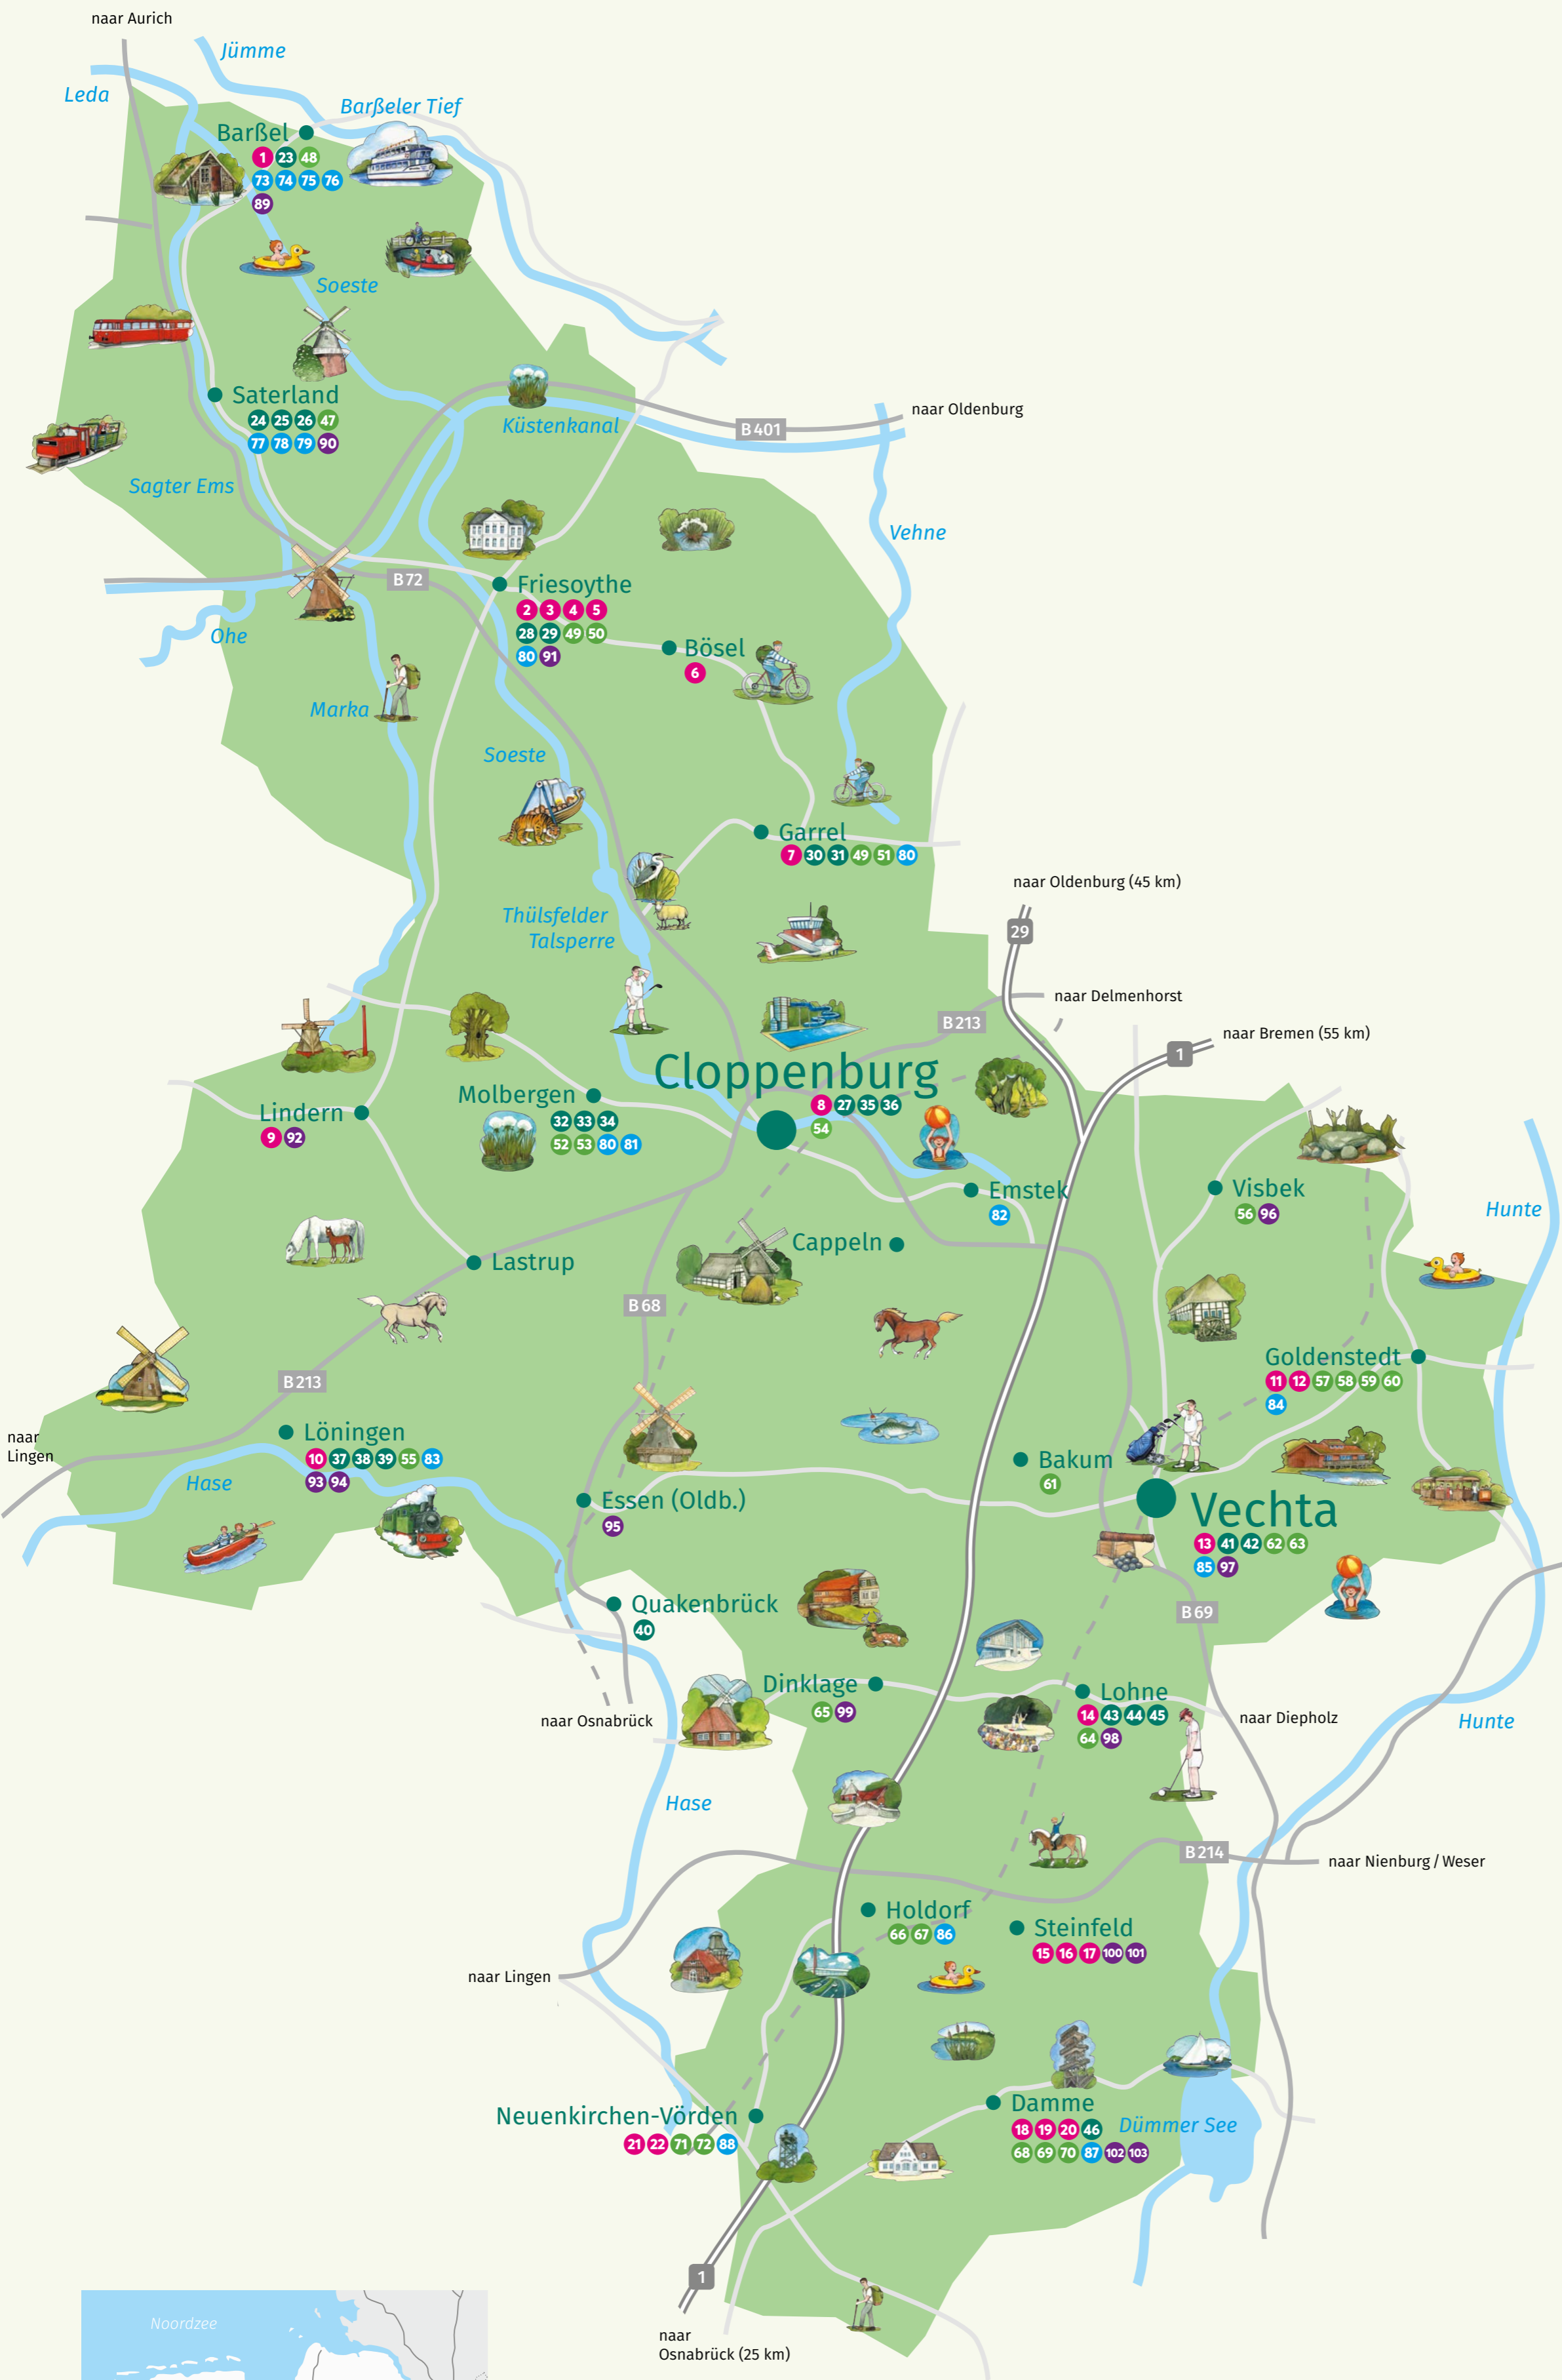 naar Aurich
Jümme
Leda
Barßeler Tief
Barßel
1 23 48
73 74 75 76
89
Soeste
Saterland
24 25 26 47
77 78 79 90
Küstenkanal
B 401
naar Oldenburg
Sagter Ems
Vehne
B 72
Friesoythe
2 3 4 5
28 29 49 50
80 91
Ohe
Bösel
6
Marka
Soeste
Garrel
7 30 31 49 51 80
naar Oldenburg (45 km)
29
Thülsfelder
Talsperre
naar Delmenhorst
B 213
naar Bremen (55 km)
1
Cloppenburg
8 27 35 36
54
Molbergen
32 33 34
52 53 80 81
Lindern
9 92
Emstek
82
Visbek
56 96
Hunte
Cappeln
Lastrup
B 68
Goldenstedt
11 12 57 58 59 60
84
B 213
naar
Lingen
Löningen
10 37 38 39 55 83
93 94
Hase
Bakum
61
Essen (Oldb.)
95
Vechta
13 41 42 62 63
85 97
Quakenbrück
40
B 69
Dinklage
65 99
Lohne
14 43 44 45
64 98
naar Osnabrück
naar Diepholz
Hunte
Hase
B 214
naar Nienburg / Weser
Holdorf
66 67 86
Steinfeld
15 16 17 100 101
naar Lingen
Neuenkirchen-Vörden
21 22 71 72 88
Damme
18 19 20 46
68 69 70 87 102 103
Dümmer See
1
Noordzee
naar
Osnabrück (25 km)